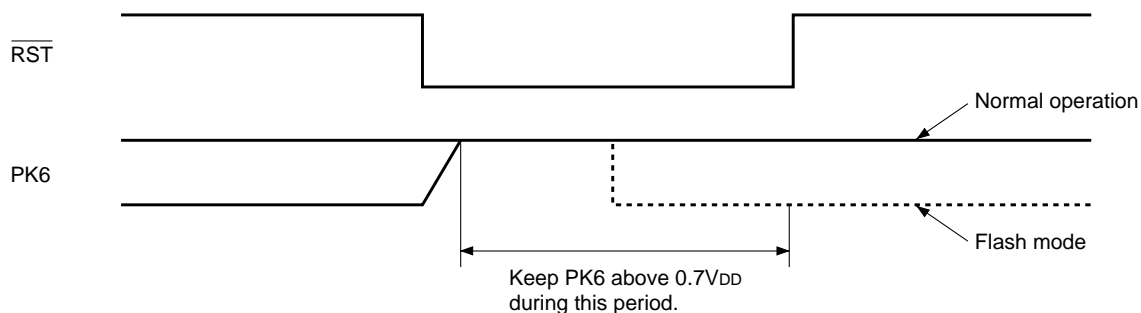 RST
Normal operation
PK6
Flash mode
Keep PK6 above 0.7VDD
during this period.